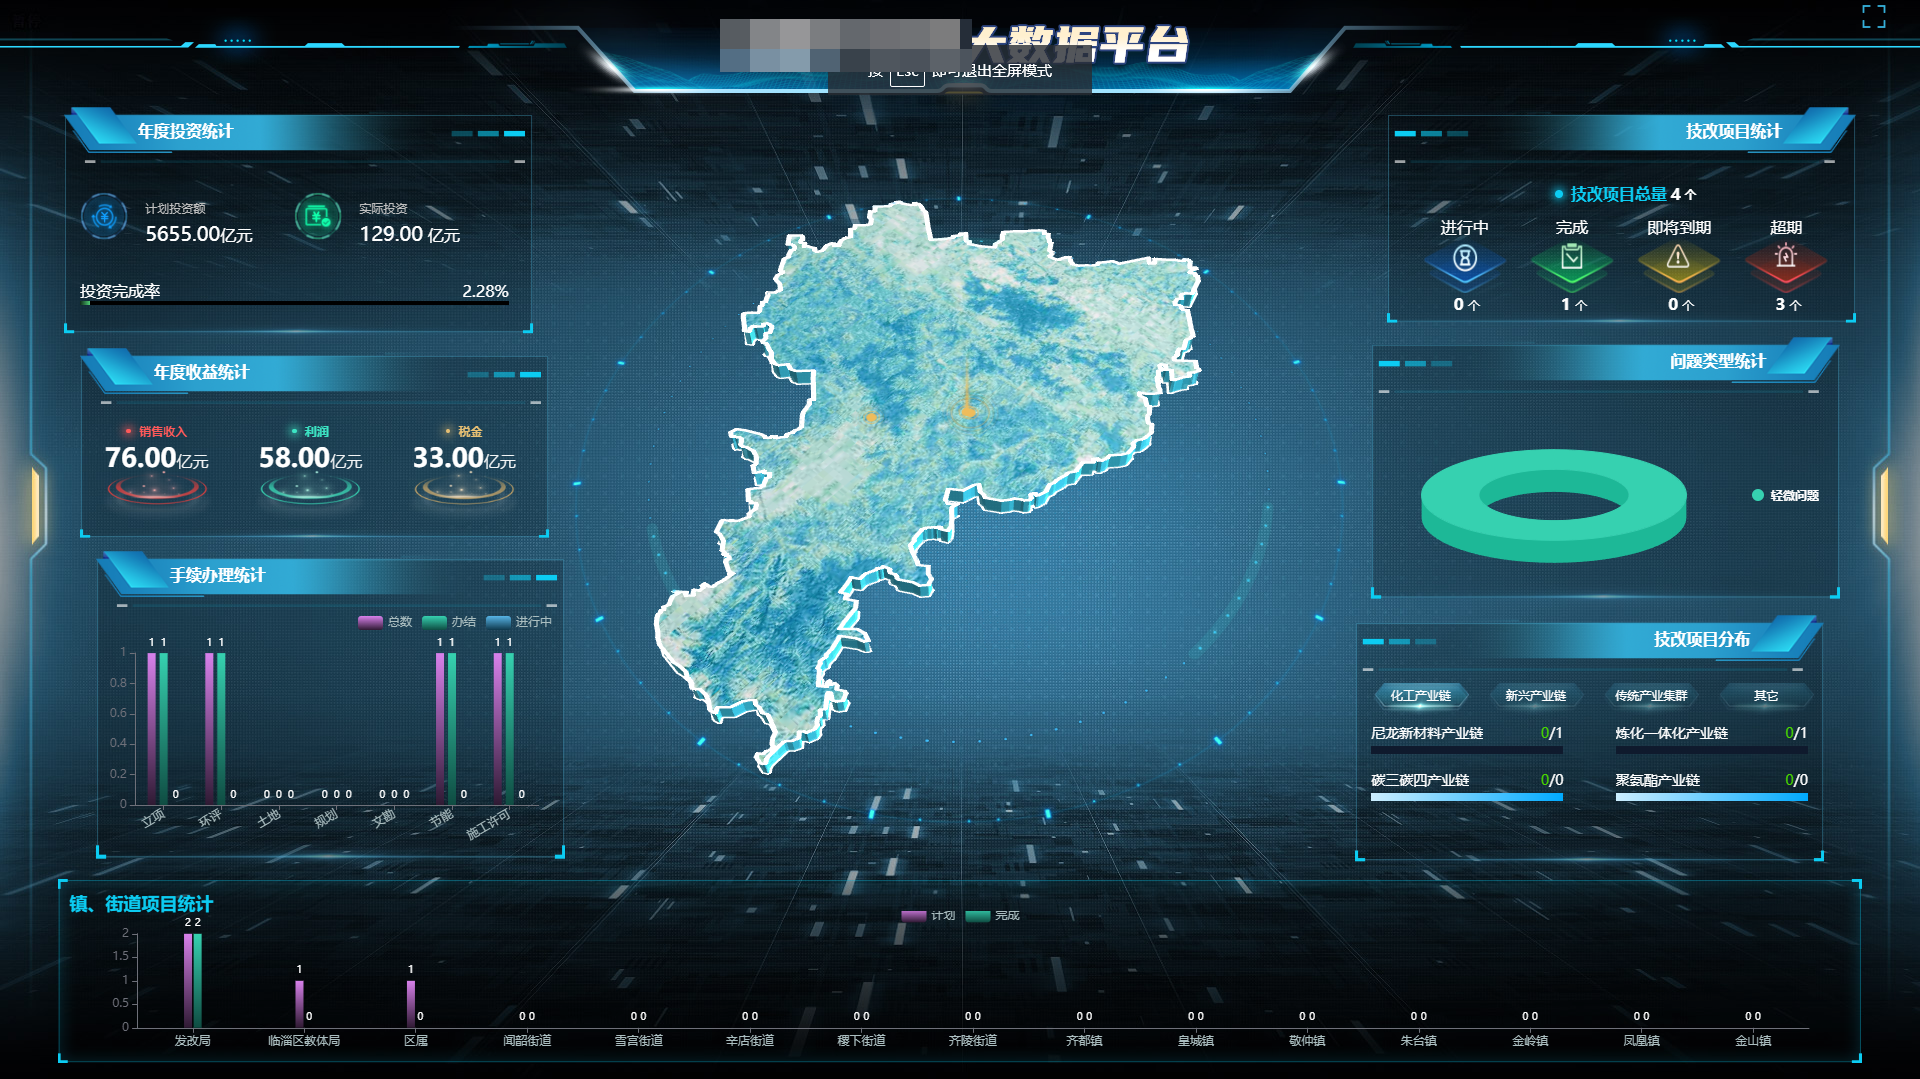 大数据平台
按 Esc 即可退出全屏模式
年度投资统计
计划投资额
5655.00亿元
实际投资
129.00 亿元
投资完成率
2.28%
年度收益统计
销售收入
76.00亿元
利润
58.00亿元
税金
33.00亿元
手续办理统计
总数 办结 进行中
1 1 1 1 1 1 1 1
1
0.8
0.6
0.4
0.2
0
0 0 0 0 0 0 0 0 0 0 0 0 0
立项 环评 土地 规划 文勘 节能 施工许可
技改项目统计
技改项目总量 4 个
进行中 完成 即将到期 超期
0 个 1 个 0 个 3 个
问题类型统计
轻微问题
技改项目分布
化工产业链 新兴产业链 传统产业集群 其它
尼龙新材料产业链 0/1 炼化一体化产业链 0/1
碳三碳四产业链 0/0 聚氨酯产业链 0/0
镇、街道项目统计
计划 完成
2 2
2
1.5
1
0.5
0
1 0 1 0 0 0 0 0 0 0 0 0 0 0 0 0 0 0 0 0 0 0 0 0 0 0 0 0
发改局 临淄区教体局 区属 闻韶街道 雪宫街道 辛店街道 稷下街道 齐陵街道 齐都镇 皇城镇 敬仲镇 朱台镇 金岭镇 凤凰镇 金山镇